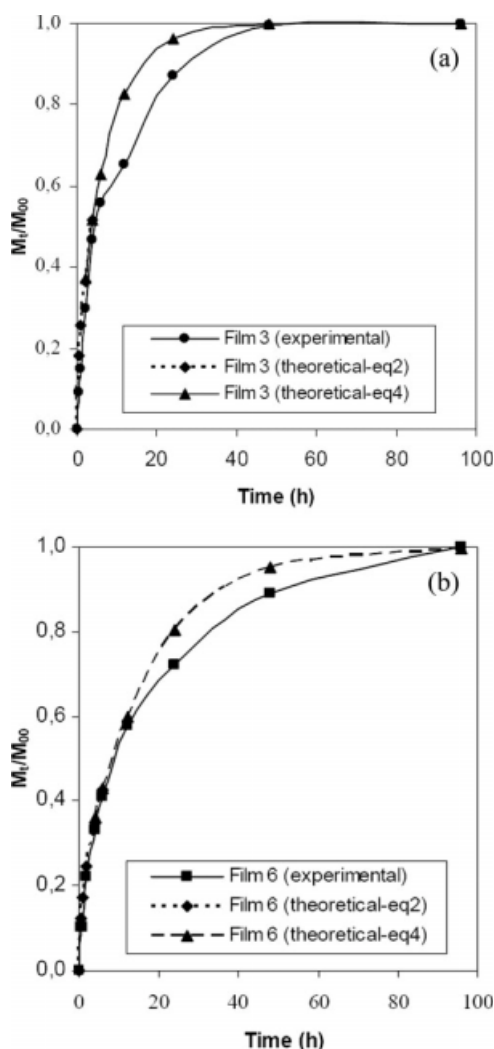 1,0
(a)
0,8
0,6
Mt/M00
0,4
Film 3 (experimental)
0,2
Film 3 (theoretical-eq2)
Film 3 (theoretical-eq4)
0,0
0 20 40 60 80 100
Time (h)
1,0
(b)
0,8
0,6
Mt/M00
0,4
0,2
Film 6 (experimental)
Film 6 (theoretical-eq2)
Film 6 (theoretical-eq4)
0,0
0 20 40 60 80 100
Time (h)